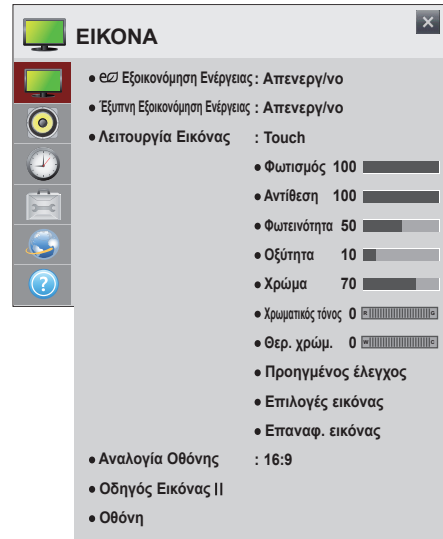 ΕΙΚΟΝΑ
• Εξοικονόμηση Ενέργειας : Απενεργ/νο
• Έξυπνη Εξοικονόμηση Ενέργειας : Απενεργ/νο
• Λειτουργία Εικόνας : Touch
• Φωτισμός 100
• Αντίθεση 100
• Φωτεινότητα 50
• Οξύτητα 10
• Χρώμα 70
• Χρωματικός τόνος 0 R G
• Θερ. χρώμ. 0 W C
• Προηγμένος έλεγχος
• Επιλογές εικόνας
• Επαναφ. εικόνας
• Αναλογία Οθόνης : 16:9
• Οδηγός Εικόνας II
• Οθόνη